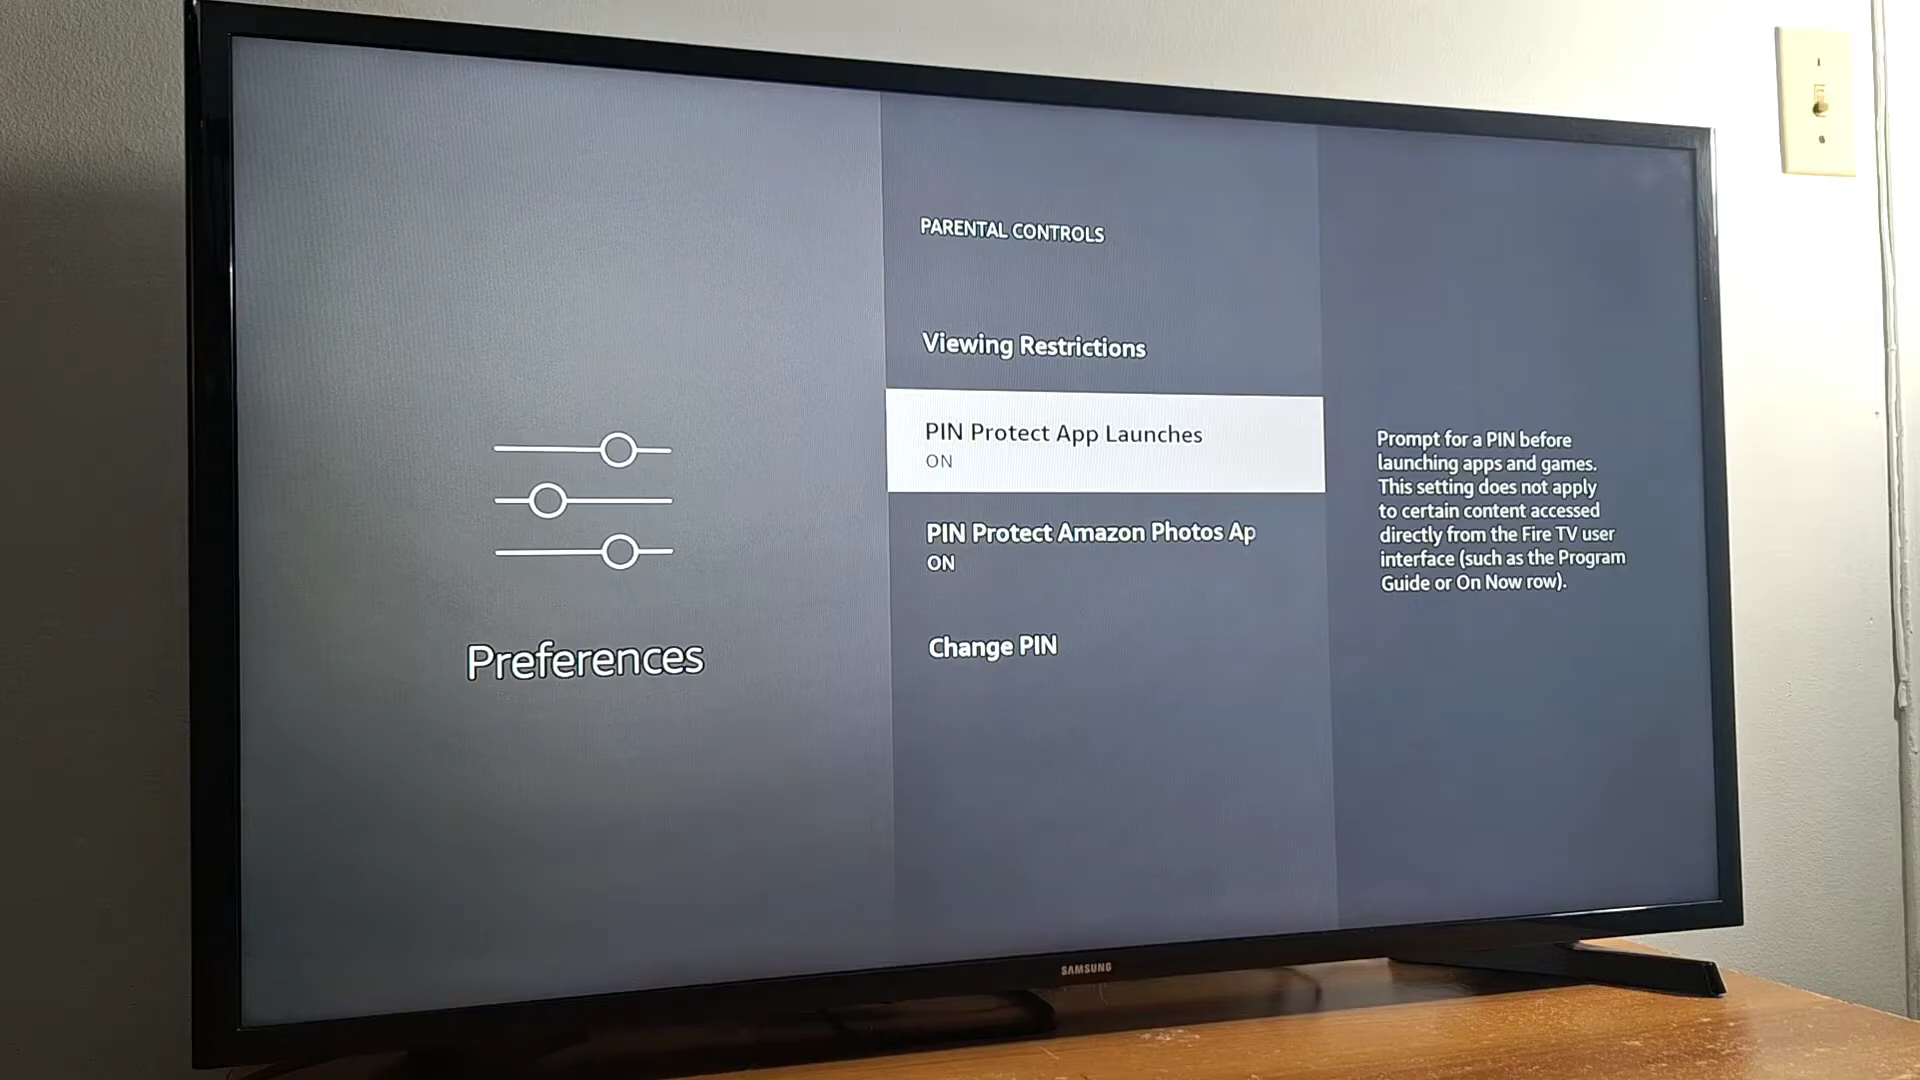 PARENTAL CONTROLS
Viewing Restrictions
PIN Protect App Launches
ON
PIN Protect Amazon Photos Ap
ON
Change PIN
Preferences
Prompt for a PIN before
launching apps and games.
This setting does not apply
to certain content accessed
directly from the Fire TV user
interface (such as the Program
Guide or On Now row).
SAMSUNG